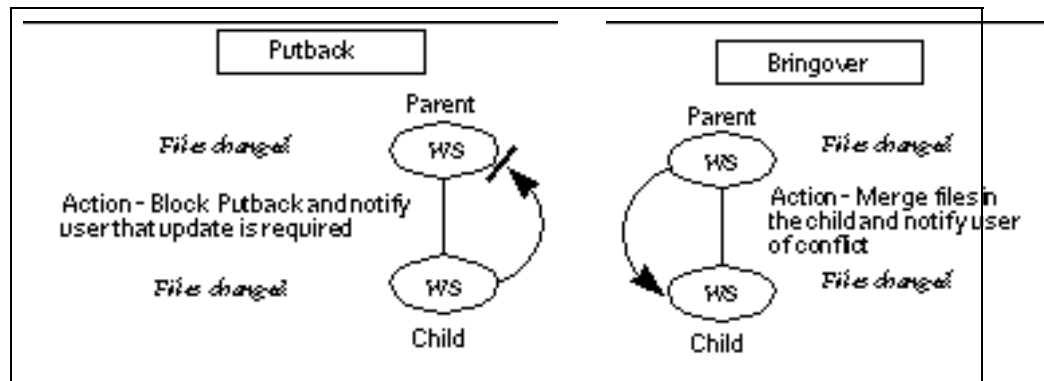 Putback
Parent
Files changed
WS
Action - Block Putback and notify
user that update is required
Files changed
WS
Child
Bringover
Parent
Files changed
WS
Action - Merge files in
the child and notify user
of conflict
Files changed
WS
Child